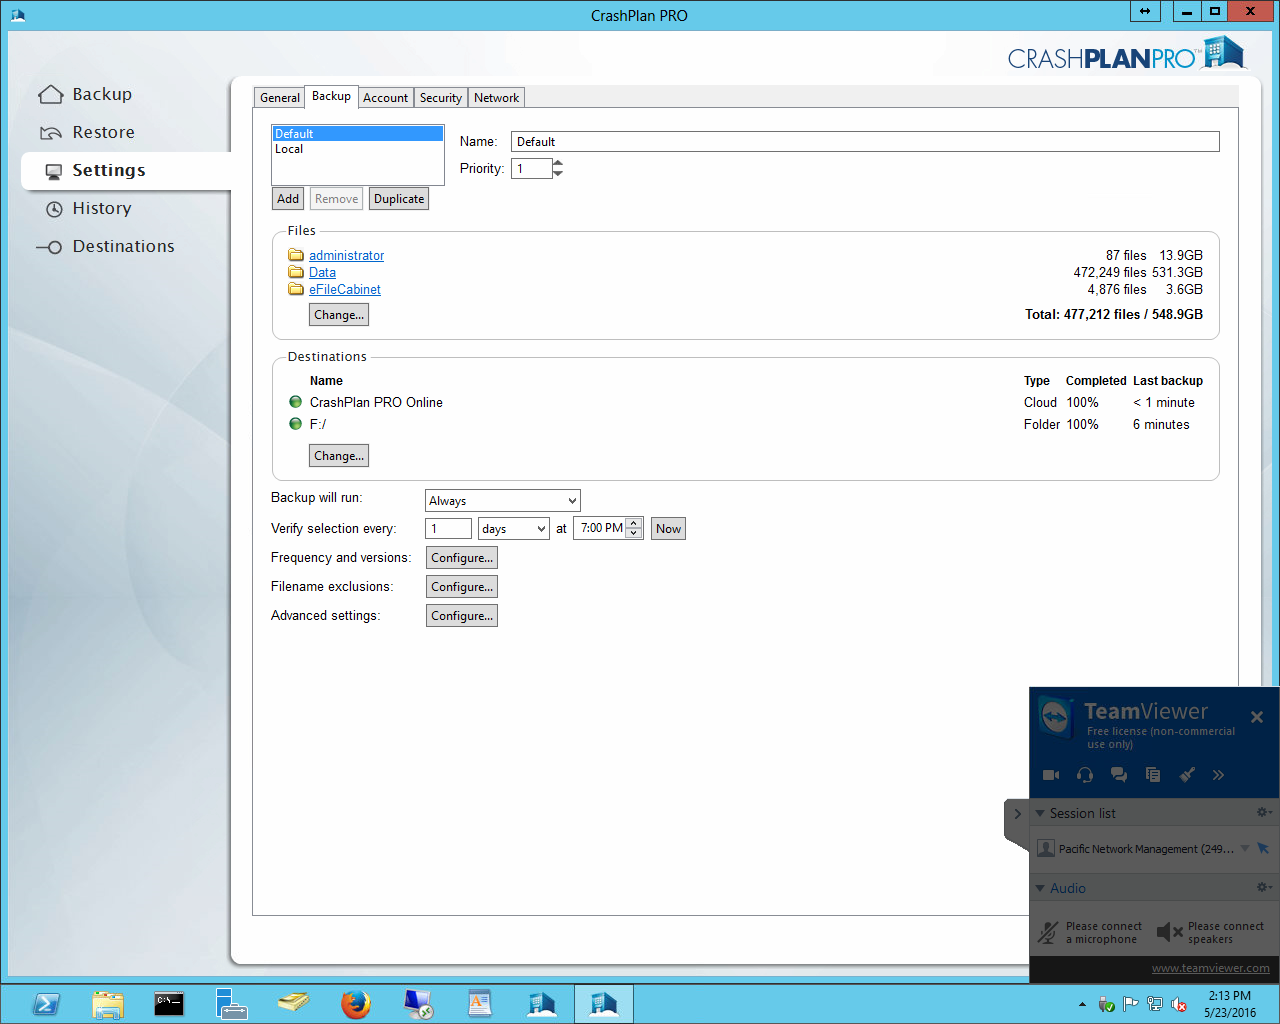 CrashPlan PRO
CRASHPLANPRO™
Backup
Restore
Settings
History
Destinations
General Backup Account Security Network
Default
Local
Name: Default
Priority: 1
Add Remove Duplicate
Files
administrator 87 files 13.9GB
Data 472,249 files 531.3GB
eFileCabinet 4,876 files 3.6GB
Change... Total: 477,212 files / 548.9GB
Destinations
Name Type Completed Last backup
CrashPlan PRO Online Cloud 100% < 1 minute
F:/ Folder 100% 6 minutes
Change...
Backup will run: Always
Verify selection every: 1 days at 7:00 PM Now
Frequency and versions: Configure...
Filename exclusions: Configure...
Advanced settings: Configure...
TeamViewer
Free license (non-commercial
use only)
Session list
Pacific Network Management (249...
Audio
Please connect
a microphone
Please connect
speakers
www.teamviewer.com
C:\_
2:13 PM
5/23/2016